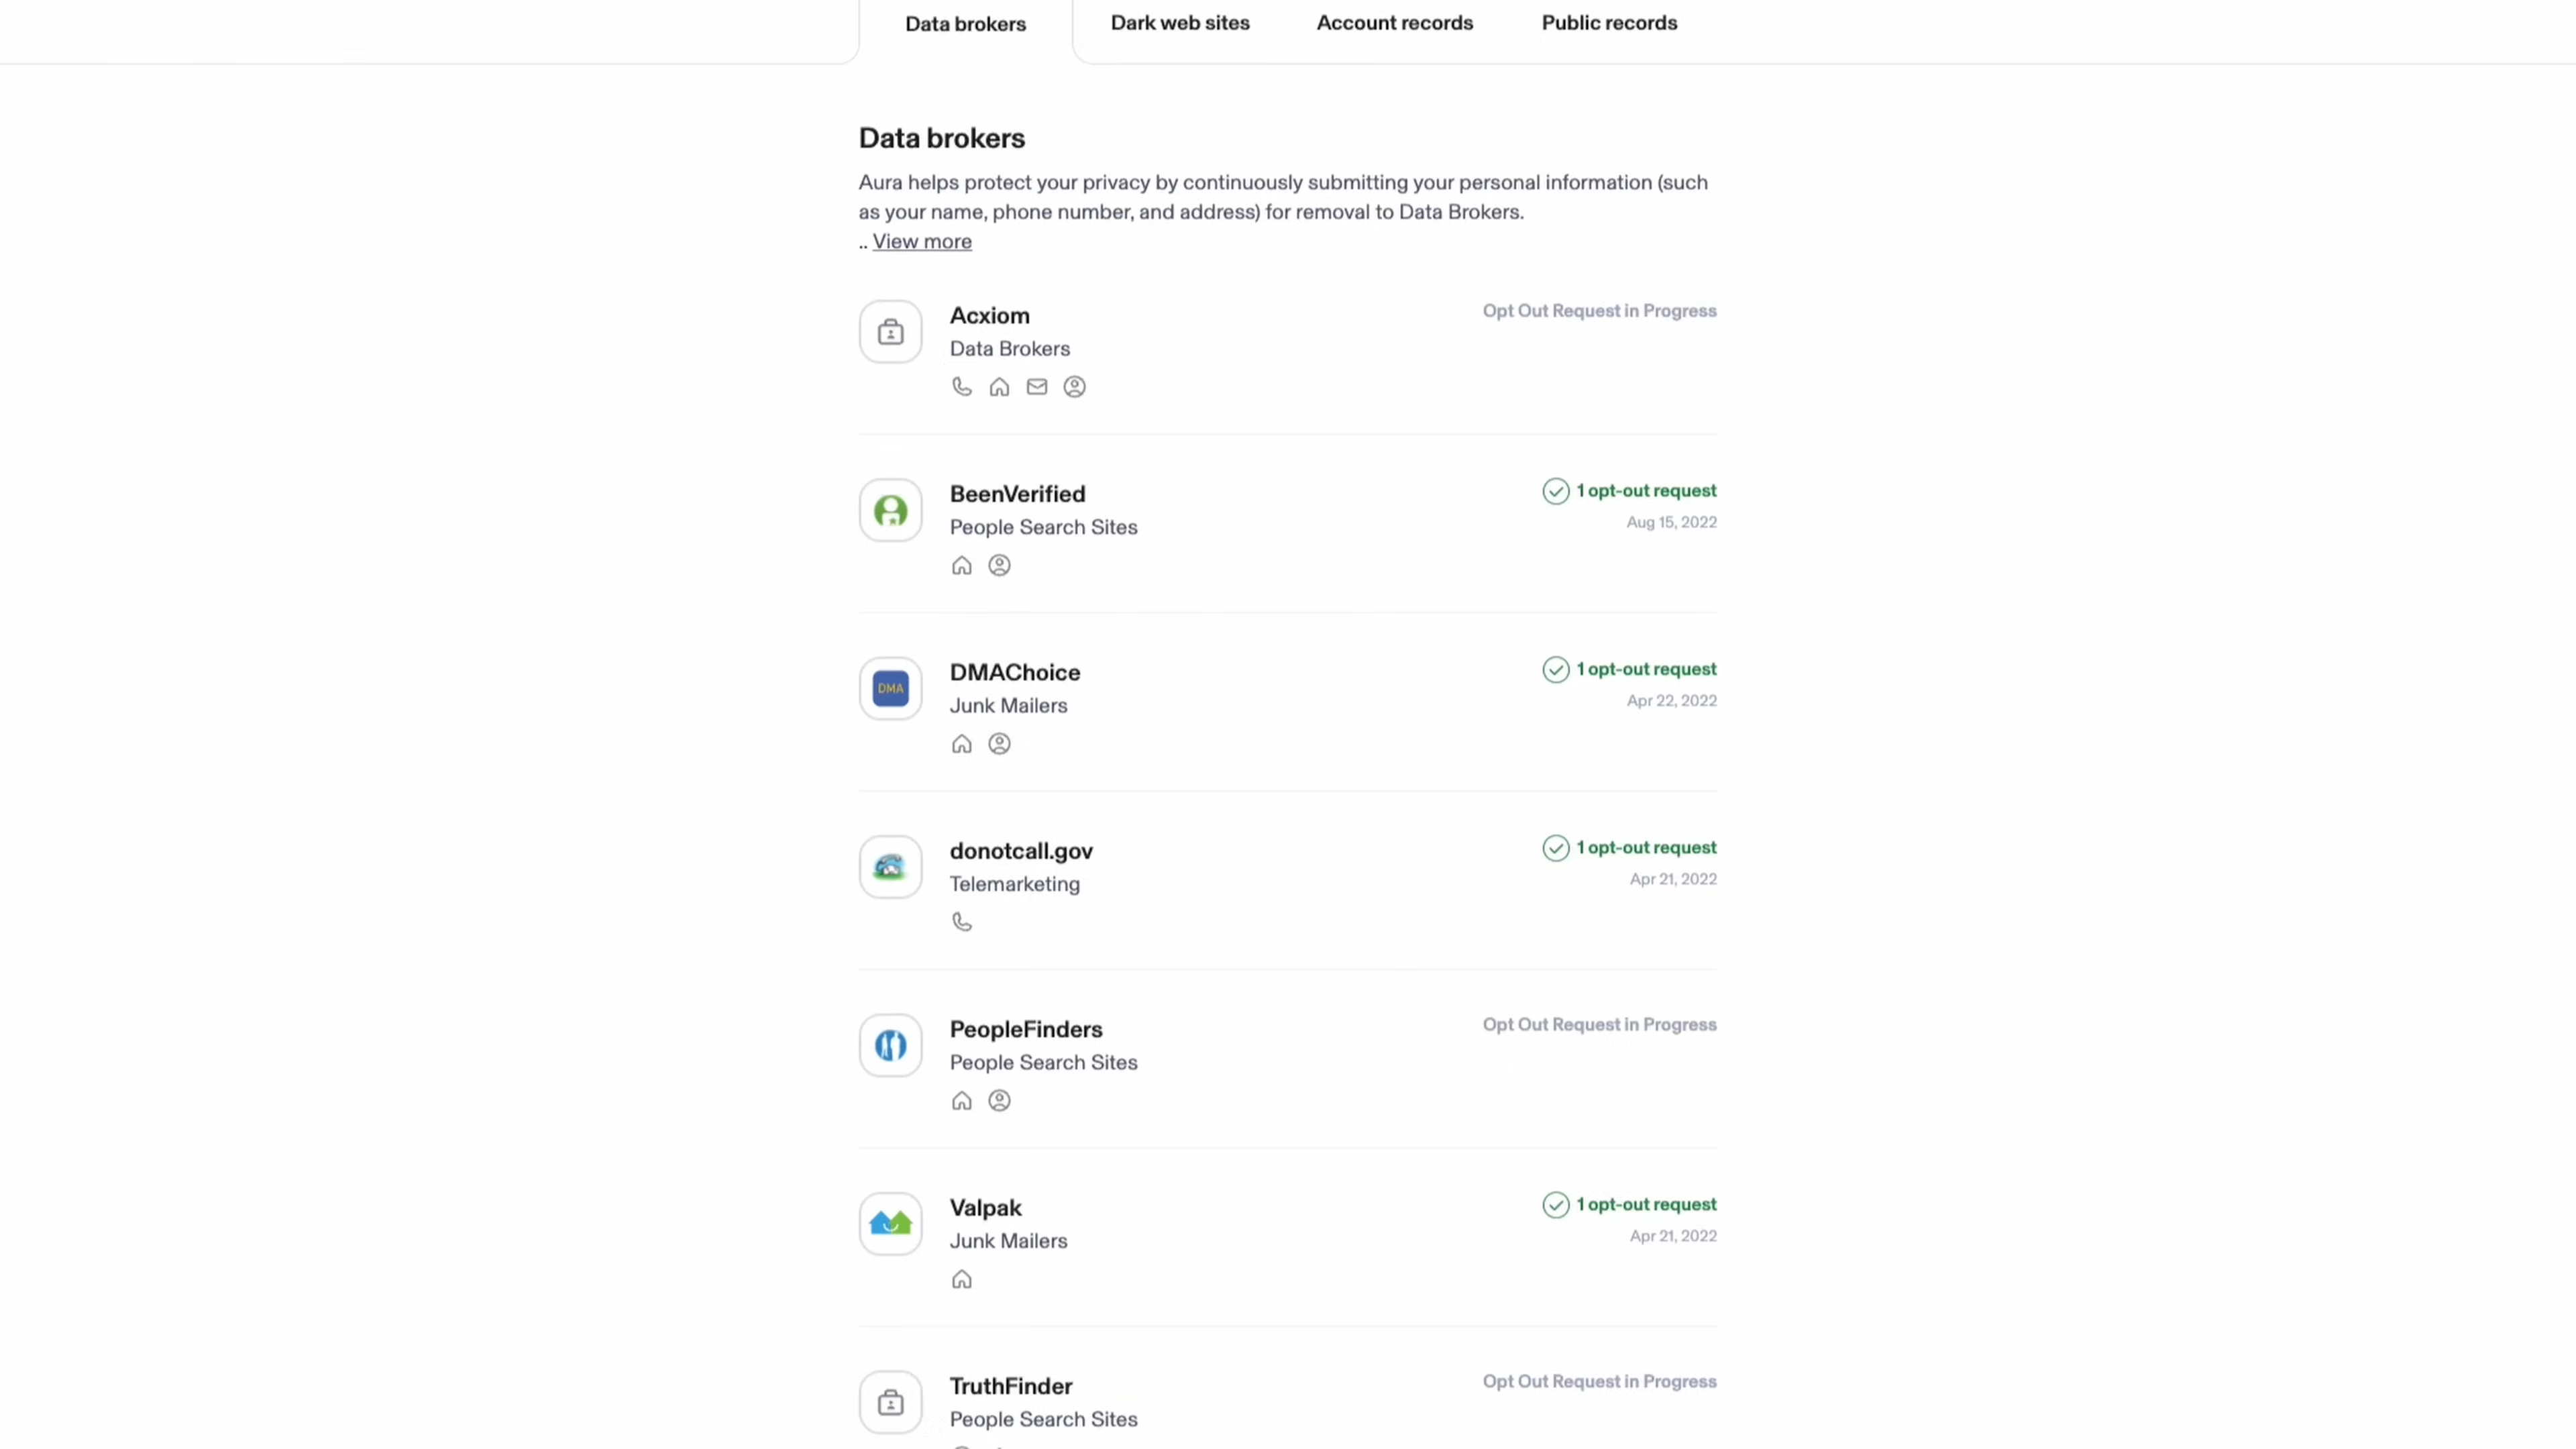 Data brokers
Dark web sites
Account records
Public records
Data brokers
Aura helps protect your privacy by continuously submitting your personal information (such
as your name, phone number, and address) for removal to Data Brokers.
.. View more
Acxiom
Opt Out Request in Progress
Data Brokers
BeenVerified
1 opt-out request
People Search Sites
Aug 15, 2022
DMAChoice
1 opt-out request
DMA
Junk Mailers
Apr 22, 2022
donotcall.gov
1 opt-out request
Telemarketing
Apr 21, 2022
PeopleFinders
Opt Out Request in Progress
People Search Sites
Valpak
1 opt-out request
Junk Mailers
Apr 21, 2022
TruthFinder
Opt Out Request in Progress
People Search Sites